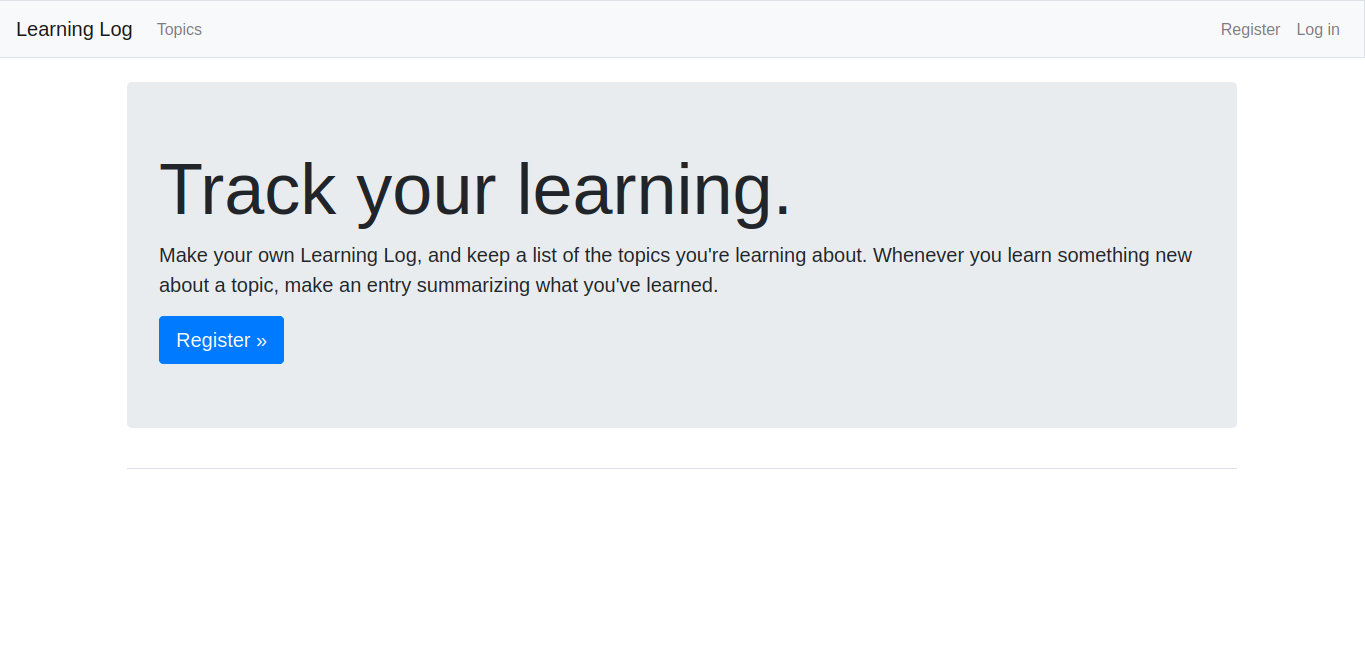 Learning Log Topics Register Log in
Track your learning.
Make your own Learning Log, and keep a list of the topics you're learning about. Whenever you learn something new
about a topic, make an entry summarizing what you've learned.
Register »